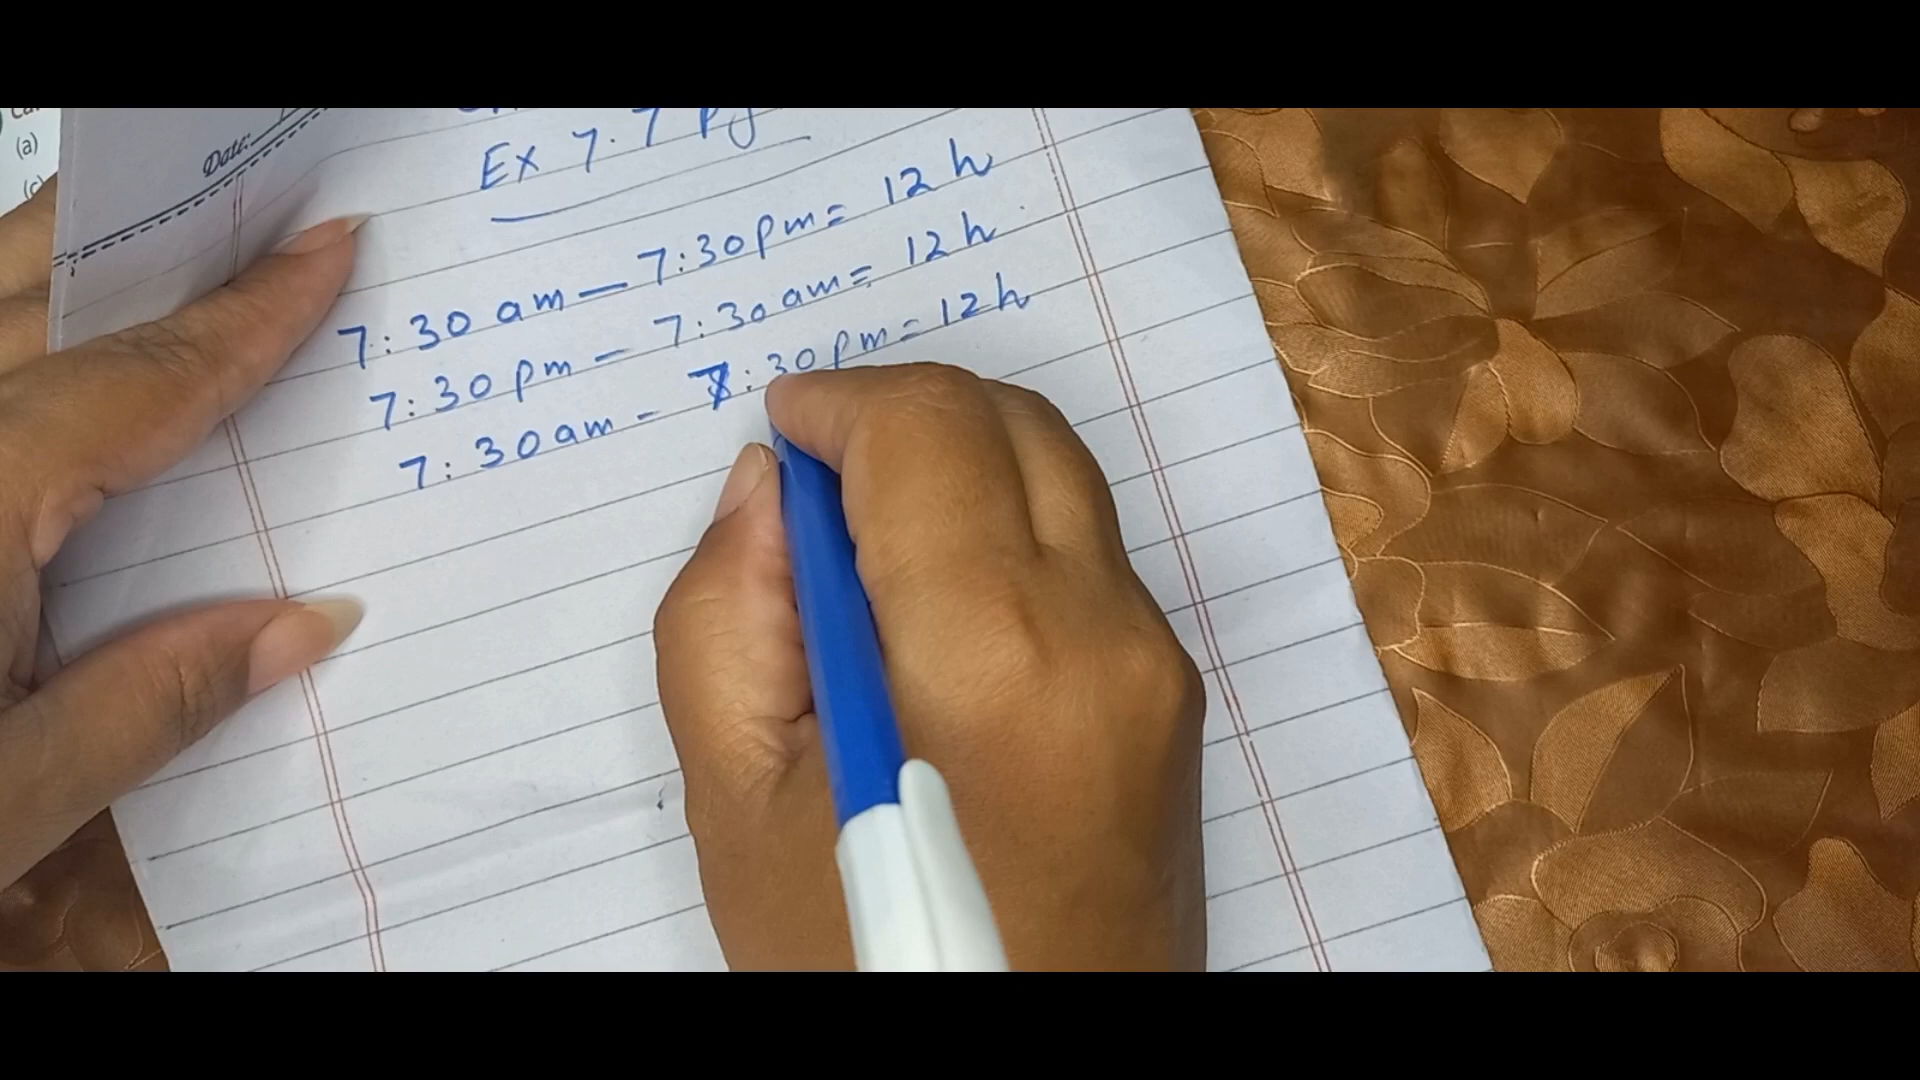 (a)
Date:
Ex 7.7 Pg
7:30 am — 7:30 pm = 12 h
7:30 pm — 7:30 am = 12 h
7:30 am - 7:30 pm = 12 h